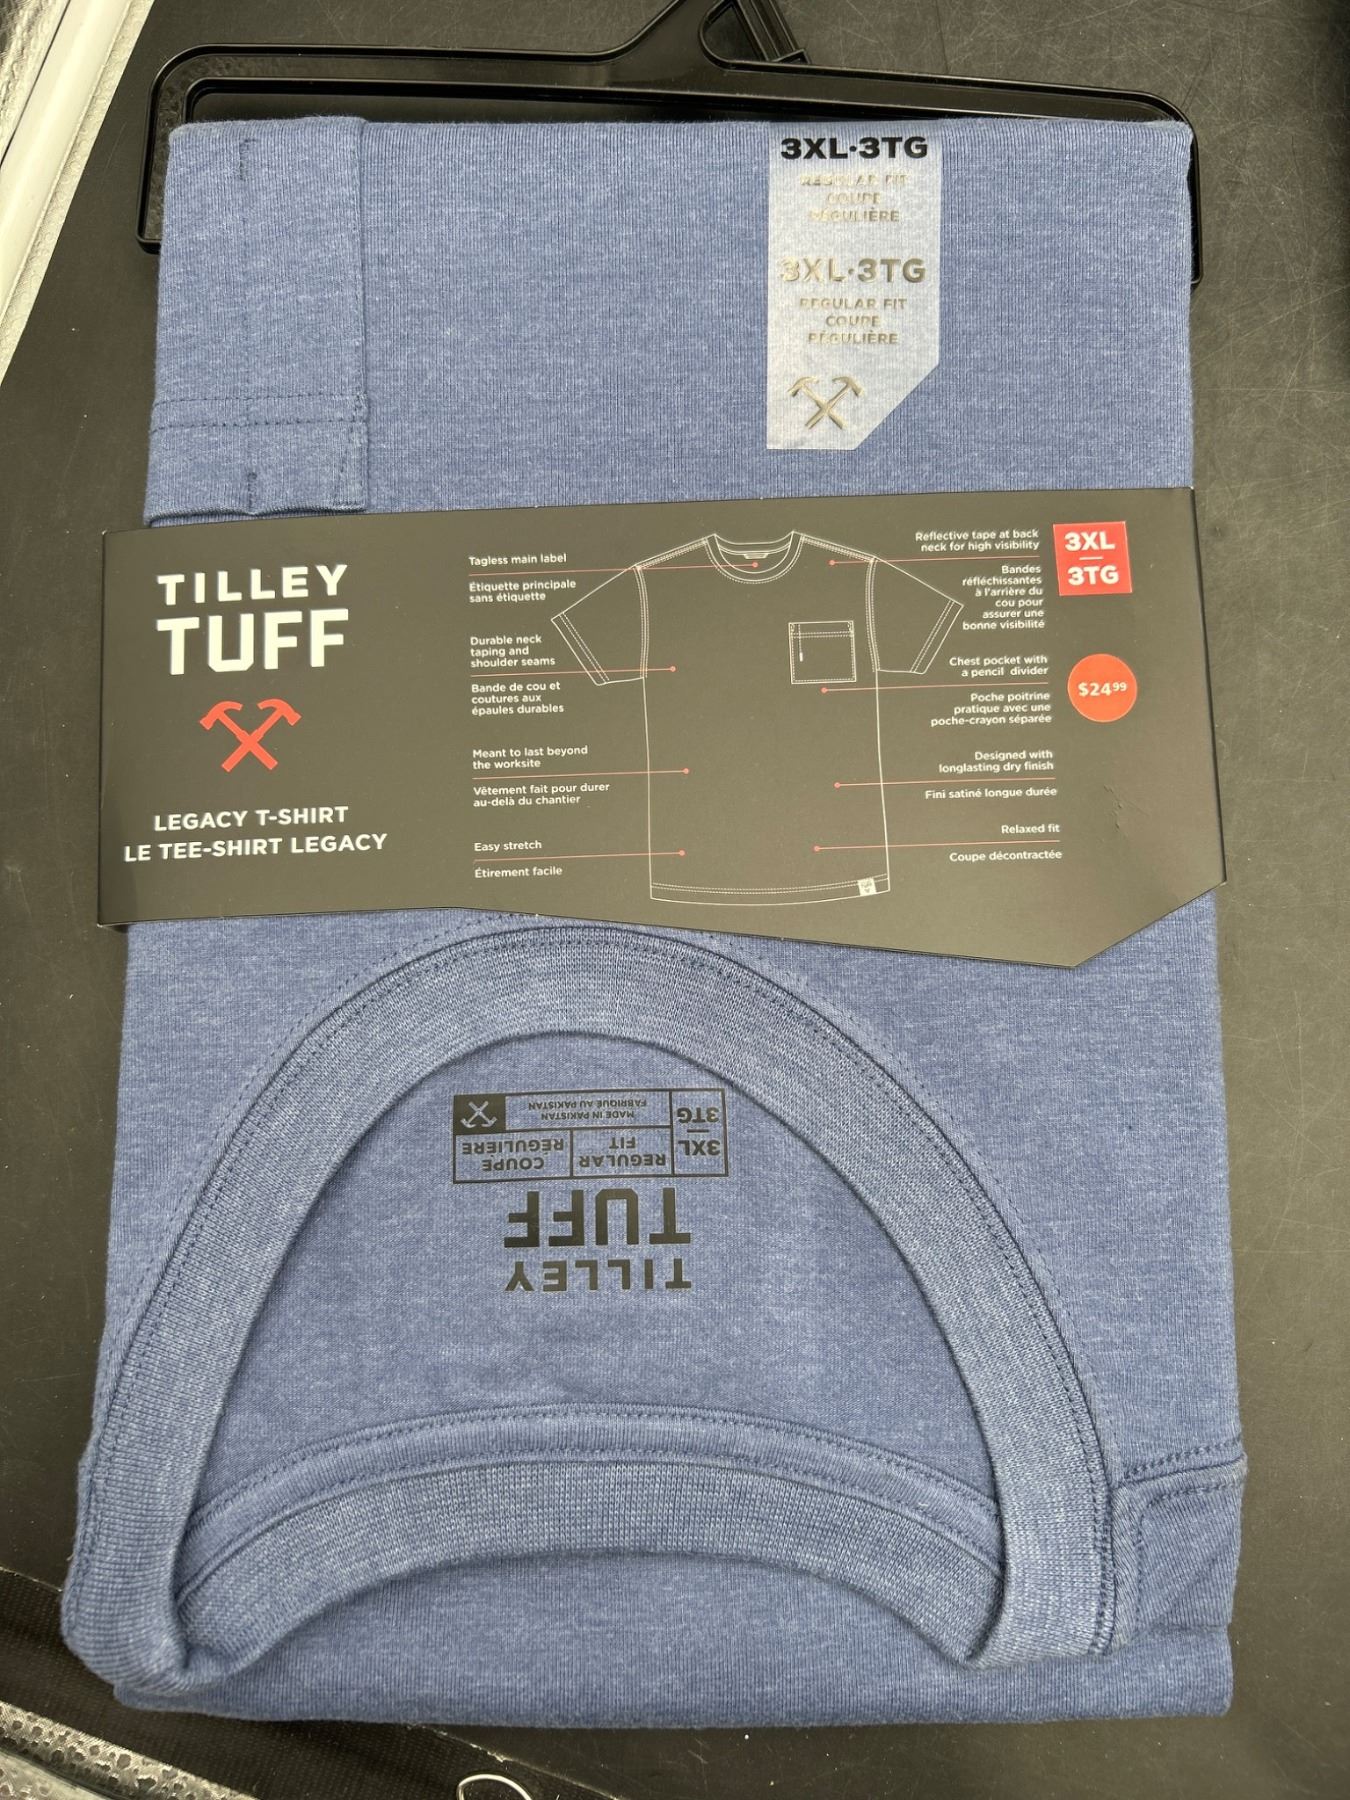 3XL·3TG
REGULAR FIT
COUPE
RÉGULIÈRE
3XL·3TG
REGULAR FIT
COUPE
RÉGULIÈRE
TILLEY
TUFF
LEGACY T-SHIRT
LE TEE-SHIRT LEGACY
Tagless main label
Étiquette principale
sans étiquette
Durable neck
taping and
shoulder seams
Bande de cou et
coutures aux
épaules durables
Meant to last beyond
the worksite
Vêtement fait pour durer
au-delà du chantier
Easy stretch
Étirement facile
Reflective tape at back
neck for high visibility
Bandes
réfléchissantes
à l'arrière du
cou pour
assurer une
bonne visibilité
Chest pocket with
a pencil divider
Poche poitrine
pratique avec une
poche-crayon séparée
Designed with
longlasting dry finish
Fini satiné longue durée
Relaxed fit
Coupe décontractée
3XL
3TG
$24.99
TILLEY
TUFF
3XL
3TG
REGULAR
FIT
COUPE
RÉGULIÈRE
MADE IN PAKISTAN
FABRIQUÉ AU PAKISTAN